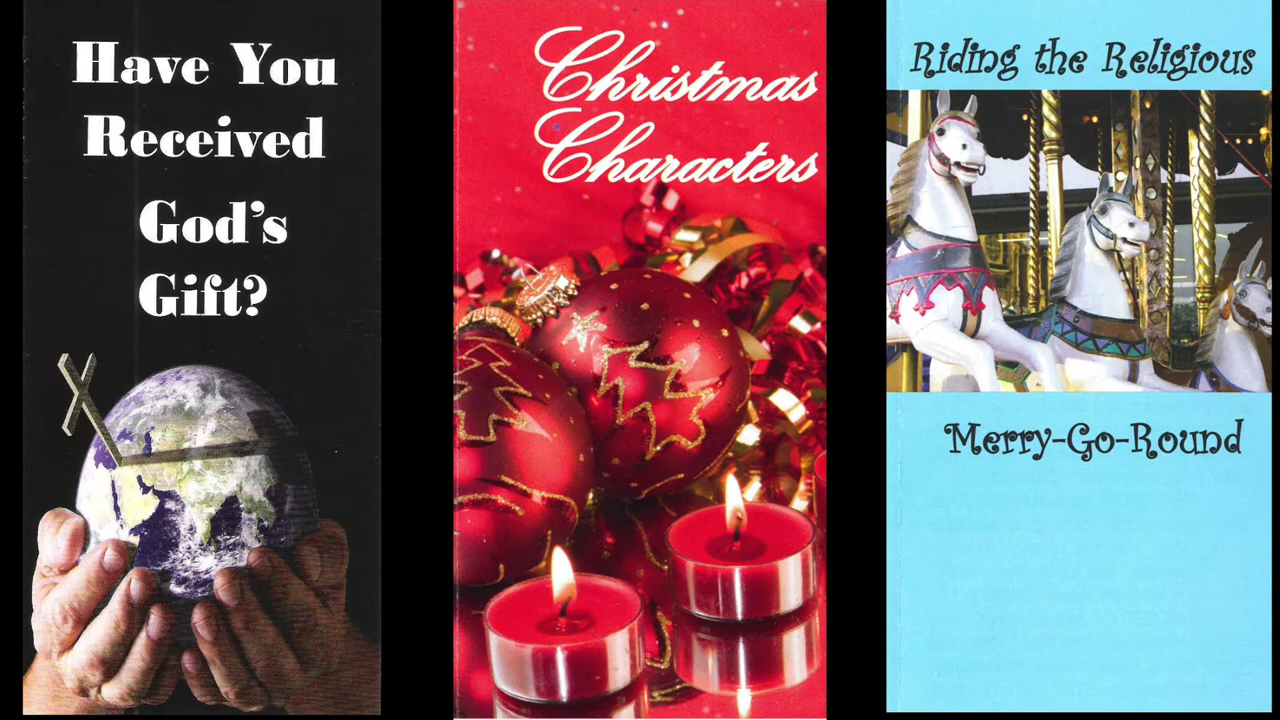 Have You
Received
God's
Gift?
Christmas
Characters
Riding the Religious
Merry-Go-Round